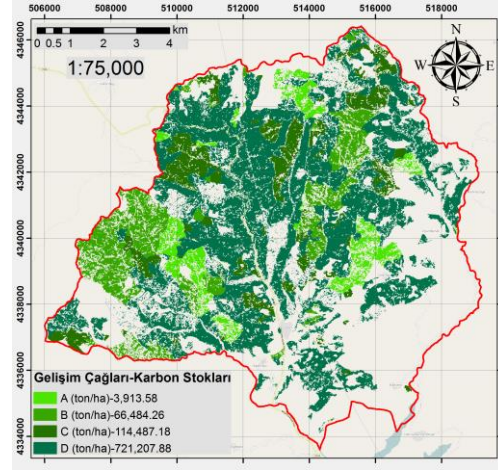 506000 508000 510000 512000 514000 516000 518000
km
0 0.5 1 2 3 4
1:75,000
N
W E
S
4346000
4344000
4342000
4340000
4338000
4336000
4334000
Gelişim Çağları-Karbon Stokları
A (ton/ha)-3,913.58
B (ton/ha)-66,484.26
C (ton/ha)-114,487.18
D (ton/ha)-721,207.88